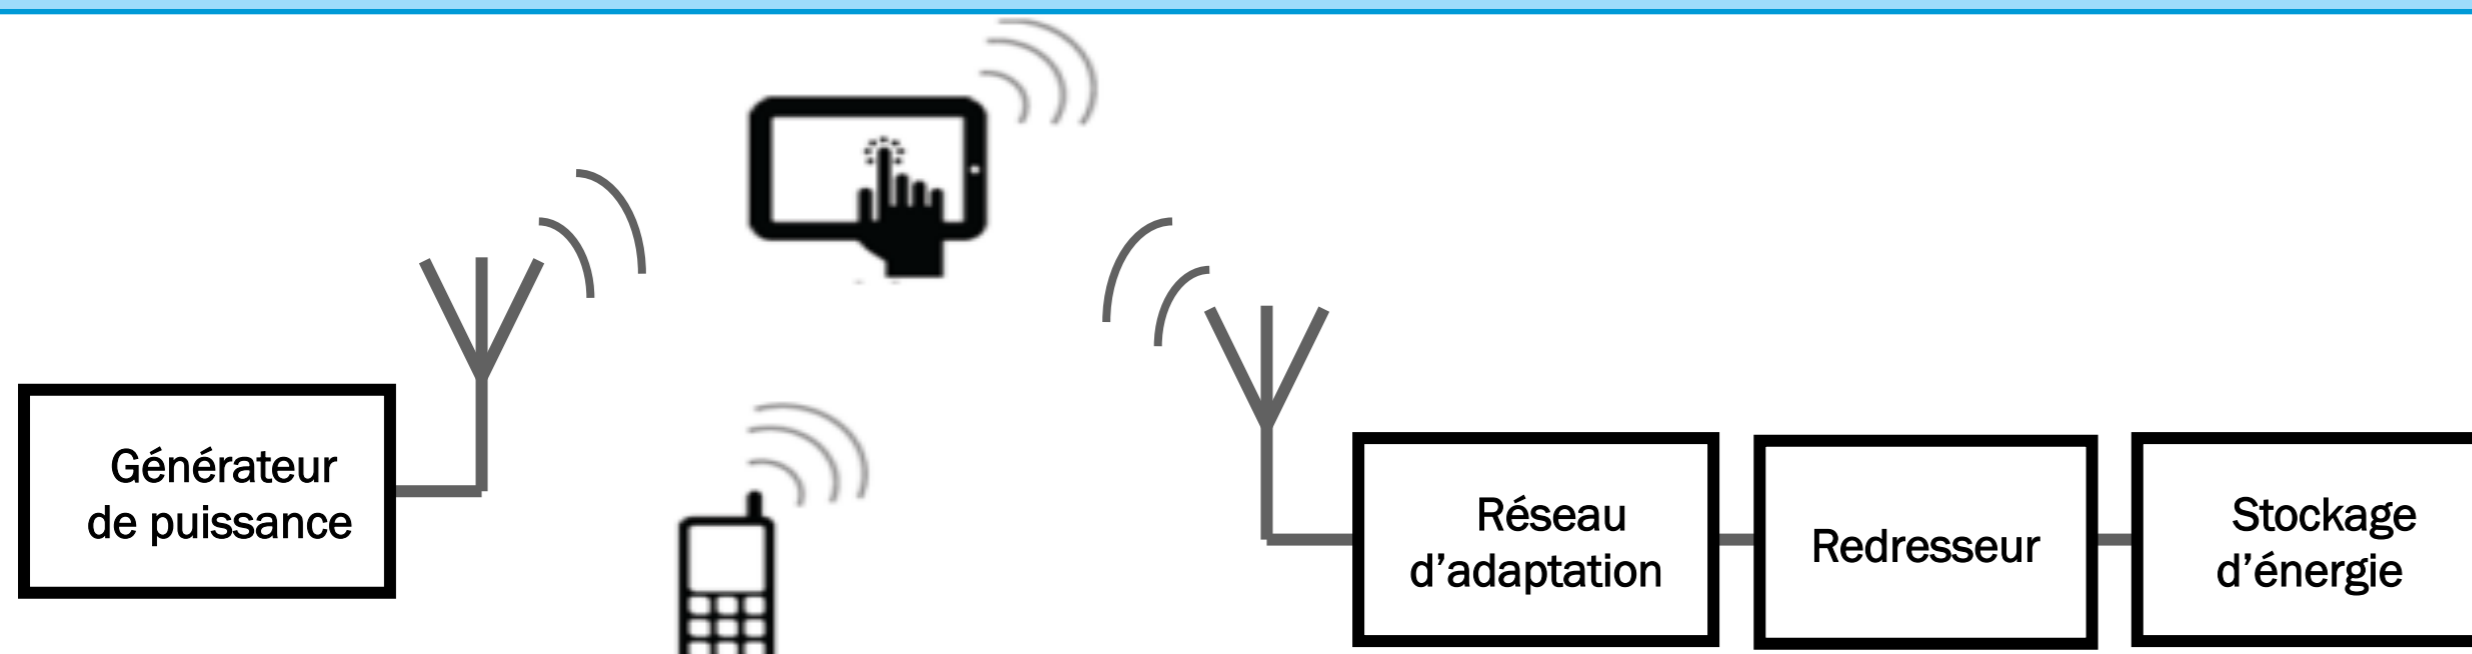 Générateur
de puissance
Réseau
d’adaptation
Redresseur
Stockage
d’énergie